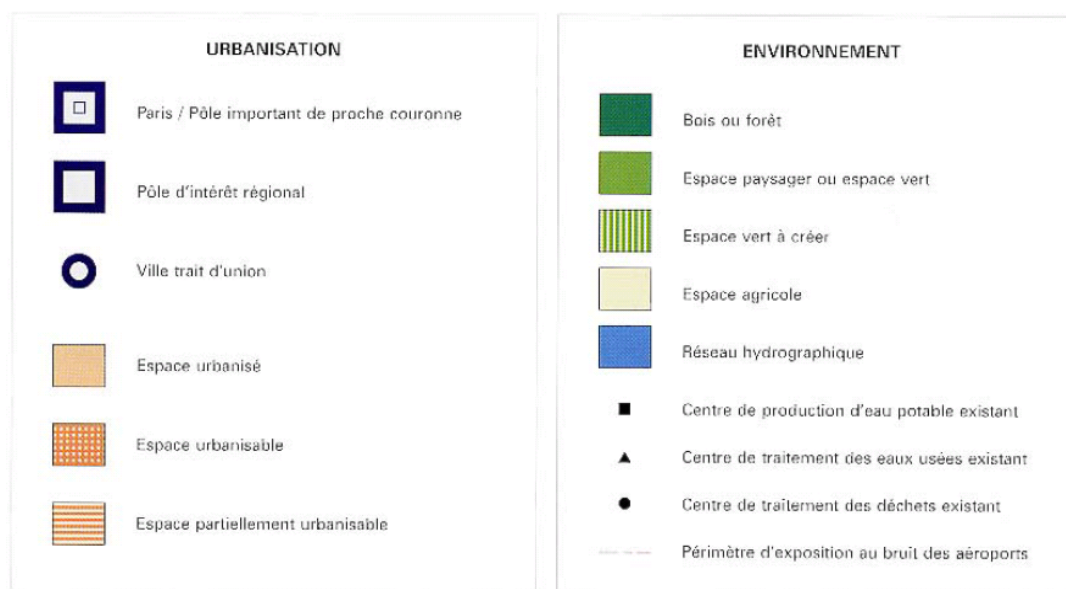 URBANISATION
Paris / Pôle important de proche couronne
Pôle d'intérêt régional
Ville trait d'union
Espace urbanisé
Espace urbanisable
Espace partiellement urbanisable
ENVIRONNEMENT
Bois ou forêt
Espace paysager ou espace vert
Espace vert à créer
Espace agricole
Réseau hydrographique
Centre de production d'eau potable existant
Centre de traitement des eaux usées existant
Centre de traitement des déchets existant
Périmètre d'exposition au bruit des aéroports